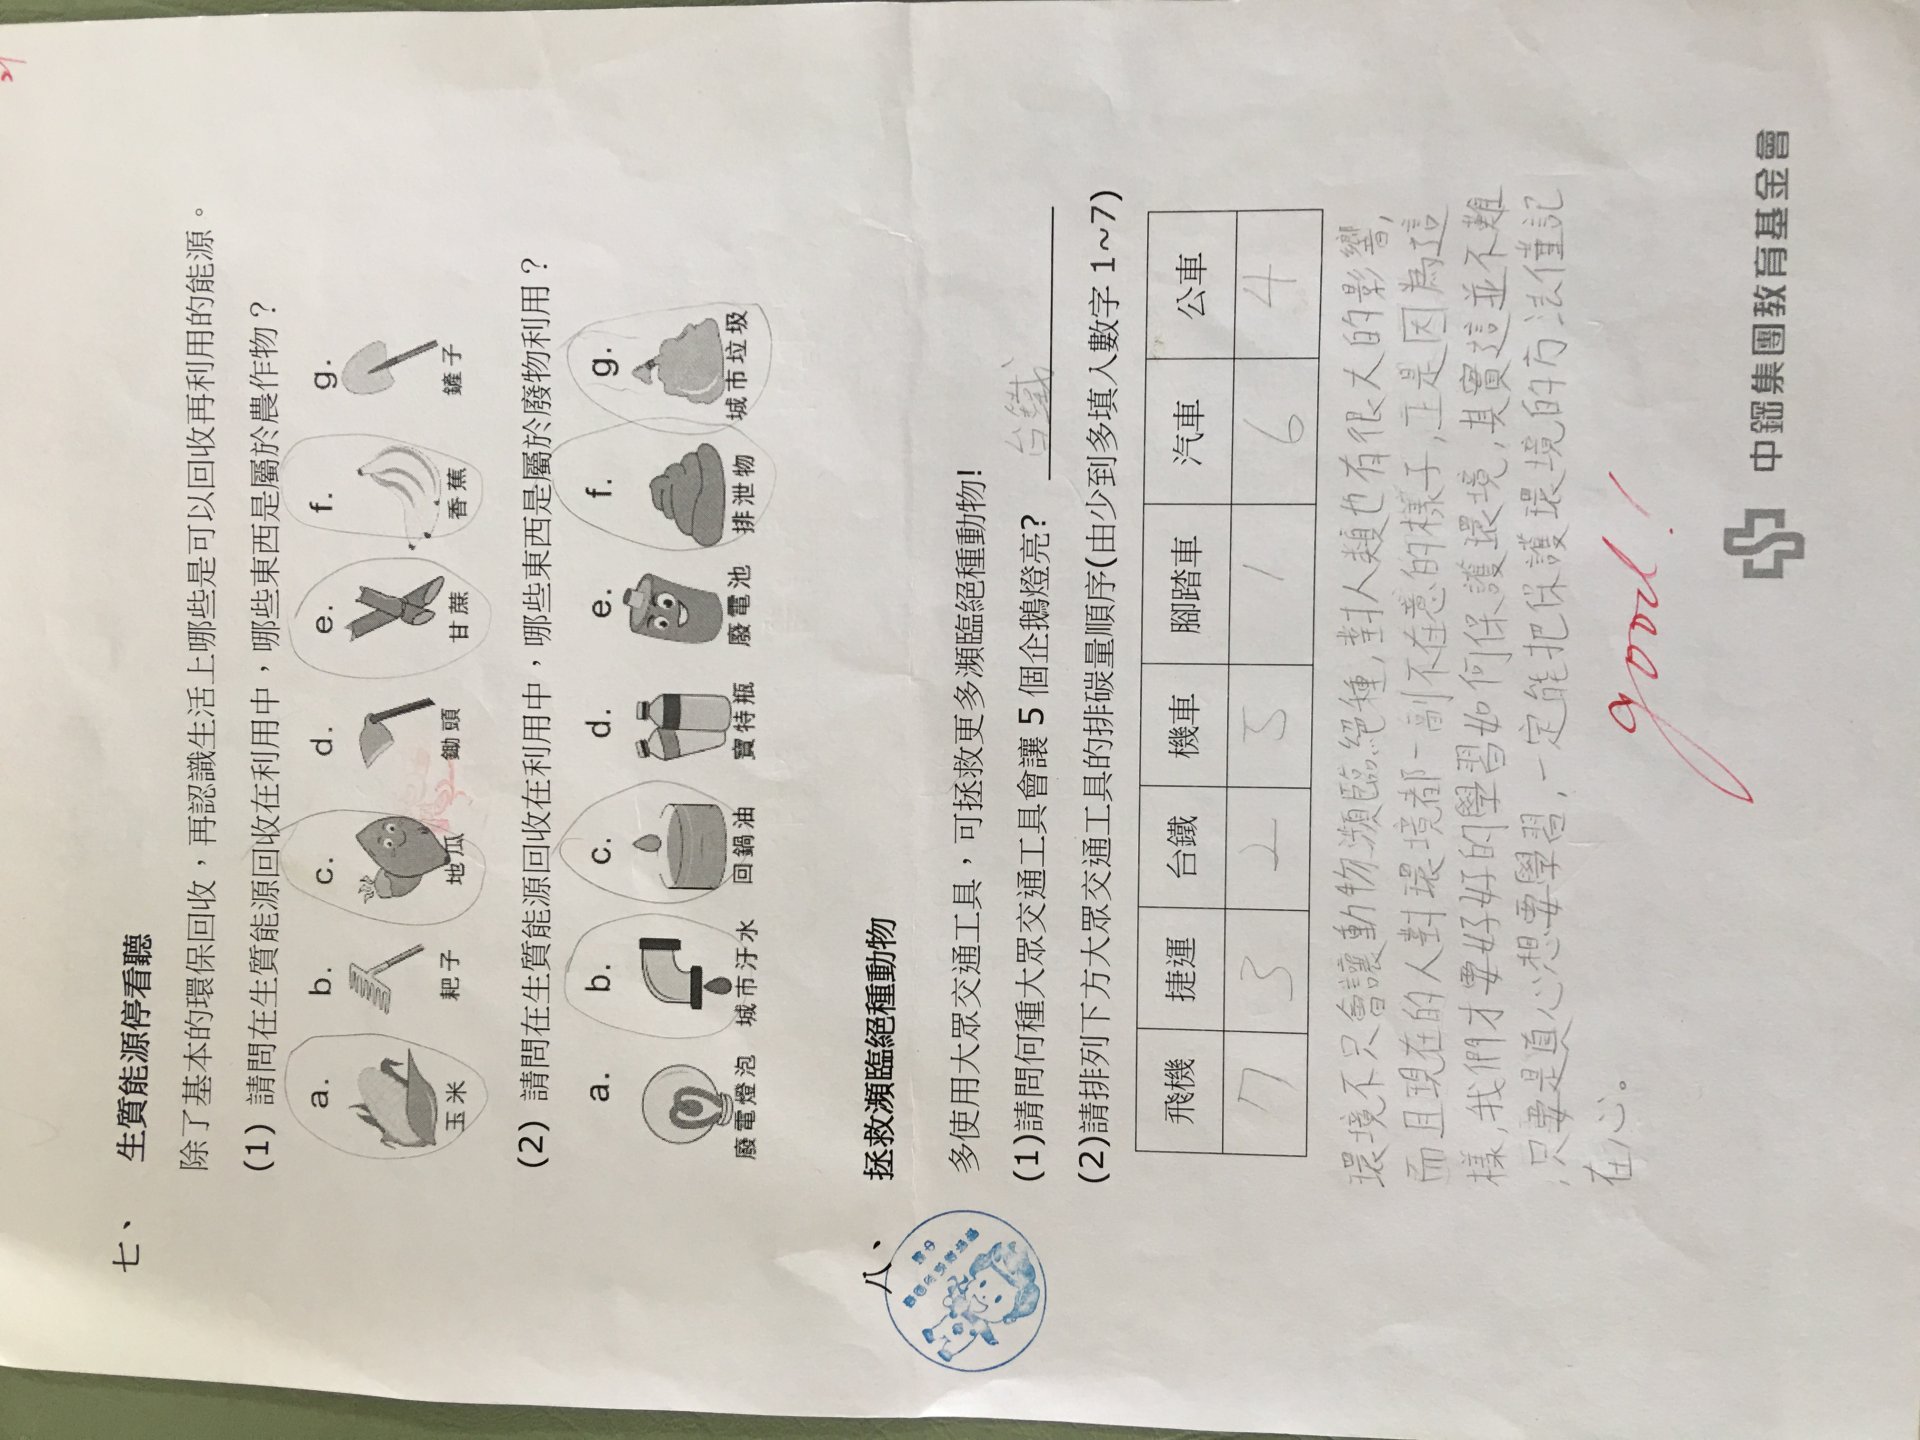 七、 生質能源停看聽
除了基本的環保回收，再認識生活上哪些是可以回收再利用的能源。
(1) 請問在生質能源回收在利用中，哪些東西是屬於農作物？
a. b. c. d. e. f. g.
玉米 耙子 地瓜 鋤頭 甘蔗 香蕉 鏟子
(2) 請問在生質能源回收在利用中，哪些東西是屬於廢物利用？
a. b. c. d. e. f. g.
廢電燈泡 城市汙水 回鍋油 寶特瓶 廢電池 排泄物 城市垃圾
八、 拯救瀕臨絕種動物
多使用大眾交通工具，可拯救更多瀕臨絕種動物!
(1)請問何種大眾交通工具會讓 5 個企鵝燈亮? 台鐵
(2)請排列下方大眾交通工具的排碳量順序(由少到多填入數字 1~7)
飛機 捷運 台鐵 機車 腳踏車 汽車 公車
7 3 2 5 1 6 4
環境不只會讓動物瀕臨絕種,對人類也有很大的影響,
而且現在的人對環境都一副不在意的樣子,正是因為這
樣,我們才要好好的學習如何保護環境,其實這並不難
,只要是真心想要學習,一定能把保護環境的方法僅記
在心。
good!
中鋼集團教育基金會